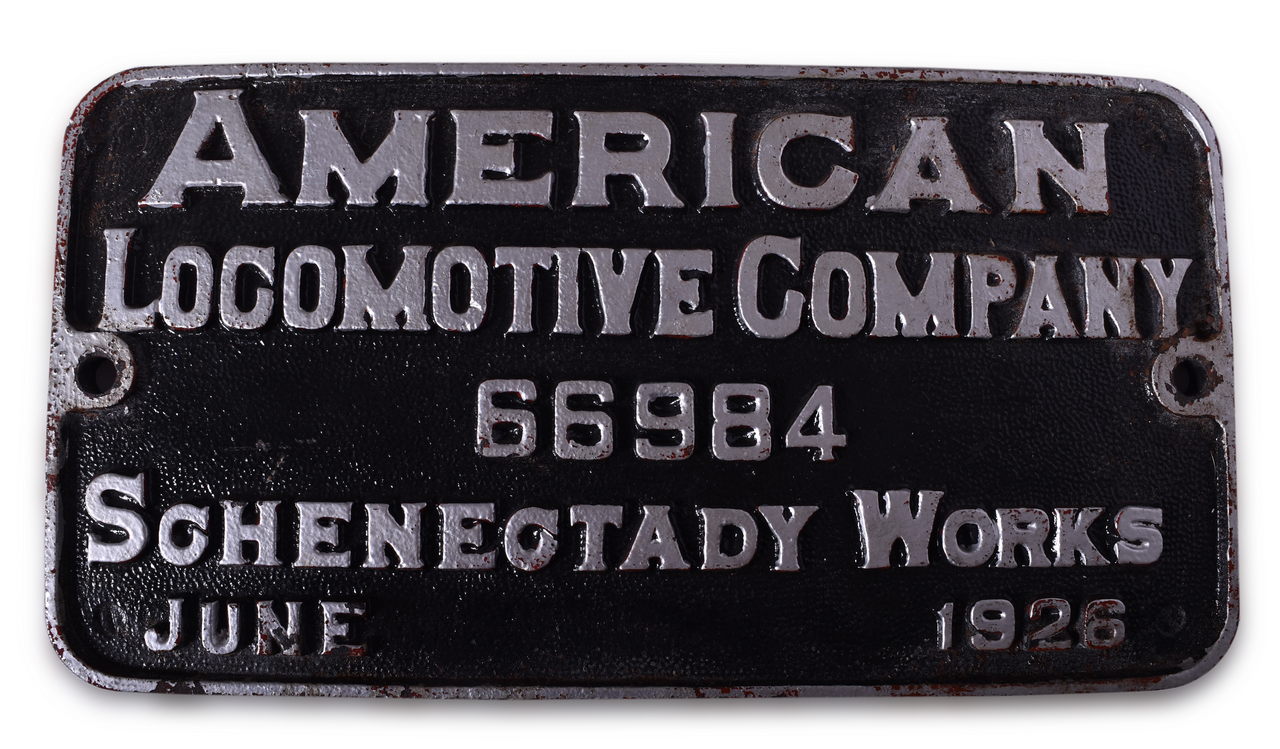 AMERICAN
LOCOMOTIVE COMPANY
66984
SCHENECTADY WORKS
JUNE 1926